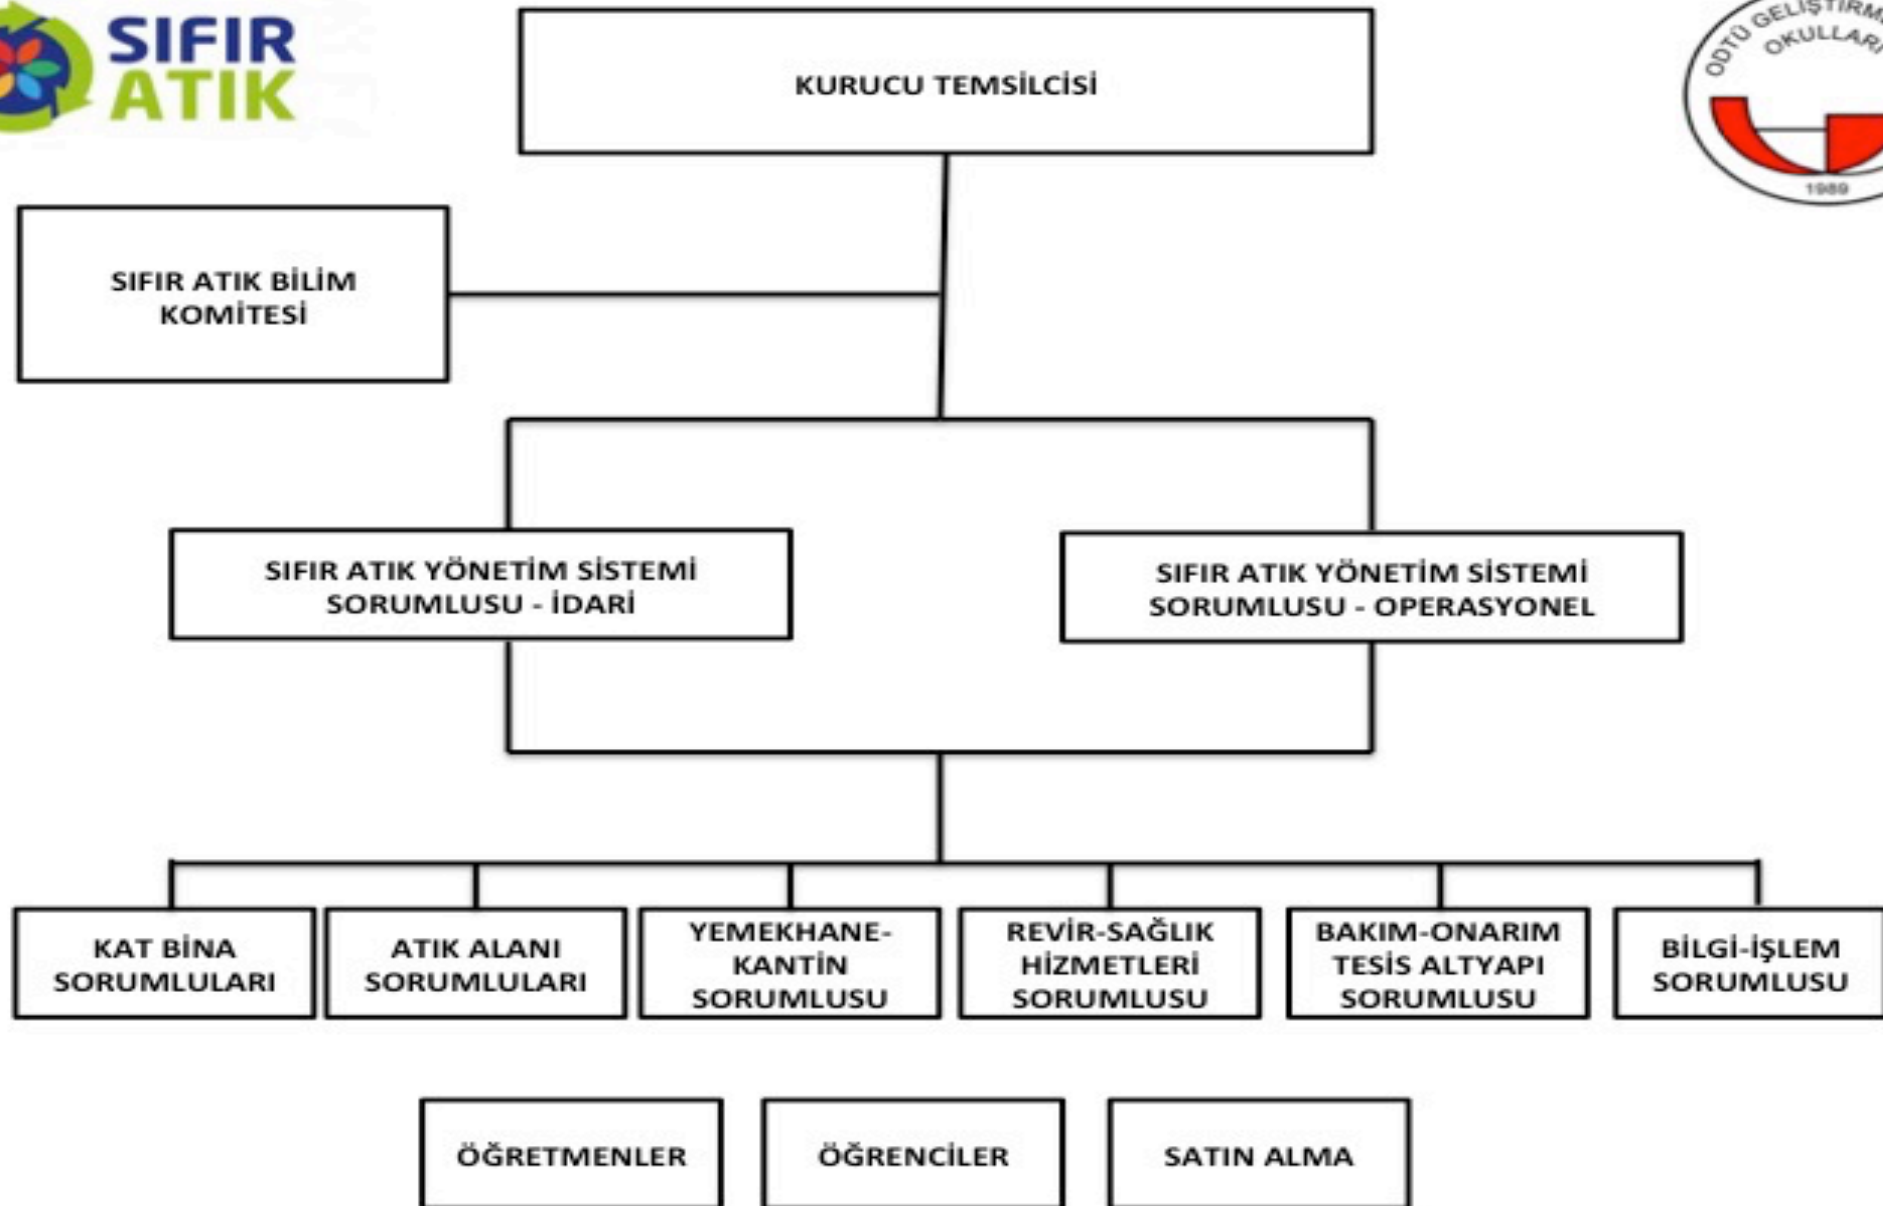 SIFIR
ATIK
ODTÜ GELİŞTİRME
OKULLARI
1989
KURUCU TEMSİLCİSİ
SIFIR ATIK BİLİM
KOMİTESİ
SIFIR ATIK YÖNETİM SİSTEMİ
SORUMLUSU - İDARİ
SIFIR ATIK YÖNETİM SİSTEMİ
SORUMLUSU - OPERASYONEL
KAT BİNA
SORUMLULARI
ATIK ALANI
SORUMLULARI
YEMEKHANE-
KANTİN
SORUMLUSU
REVİR-SAĞLIK
HİZMETLERİ
SORUMLUSU
BAKIM-ONARIM
TESİS ALTYAPI
SORUMLUSU
BİLGİ-İŞLEM
SORUMLUSU
ÖĞRETMENLER
ÖĞRENCİLER
SATIN ALMA